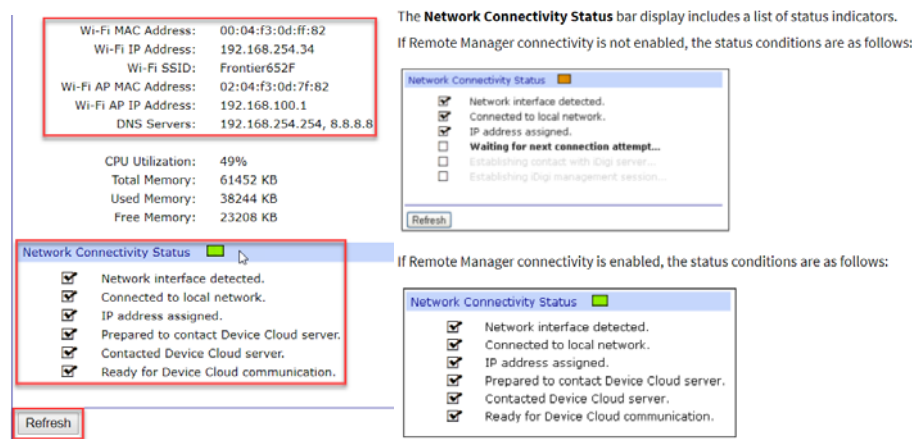 Wi-Fi MAC Address: 00:04:f3:0d:ff:82
Wi-Fi IP Address: 192.168.254.34
Wi-Fi SSID: Frontier652F
Wi-Fi AP MAC Address: 02:04:f3:0d:7f:82
Wi-Fi AP IP Address: 192.168.100.1
DNS Servers: 192.168.254.254, 8.8.8.8
CPU Utilization: 49%
Total Memory: 61452 KB
Used Memory: 38244 KB
Free Memory: 23208 KB
Network Connectivity Status
Network interface detected.
Connected to local network.
IP address assigned.
Prepared to contact Device Cloud server.
Contacted Device Cloud server.
Ready for Device Cloud communication.
Refresh
The Network Connectivity Status bar display includes a list of status indicators.
If Remote Manager connectivity is not enabled, the status conditions are as follows:
Network Connectivity Status
Network interface detected.
Connected to local network.
IP address assigned.
Waiting for next connection attempt...
Establishing contact with iDigi server...
Establishing iDigi management session...
Refresh
If Remote Manager connectivity is enabled, the status conditions are as follows:
Network Connectivity Status
Network interface detected.
Connected to local network.
IP address assigned.
Prepared to contact Device Cloud server.
Contacted Device Cloud server.
Ready for Device Cloud communication.